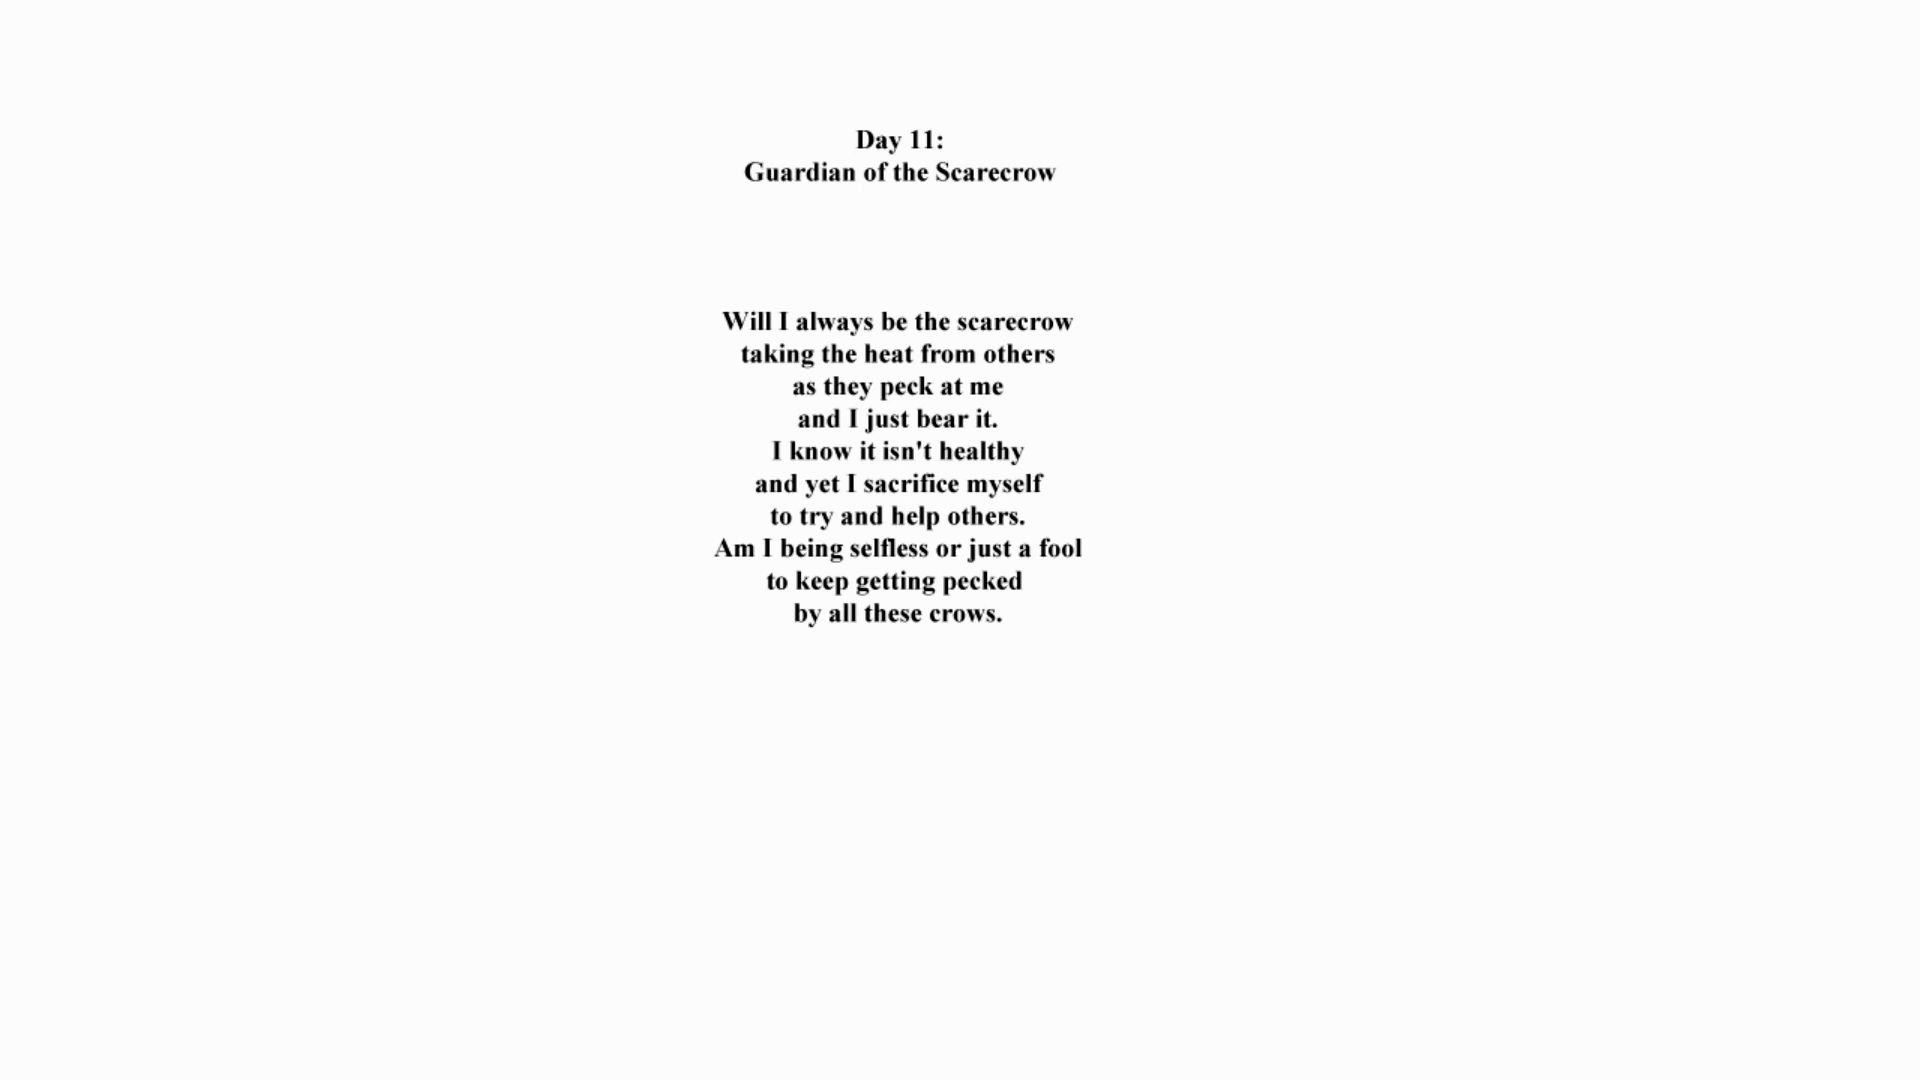 Day 11:
Guardian of the Scarecrow
Will I always be the scarecrow
taking the heat from others
as they peck at me
and I just bear it.
I know it isn't healthy
and yet I sacrifice myself
to try and help others.
Am I being selfless or just a fool
to keep getting pecked
by all these crows.